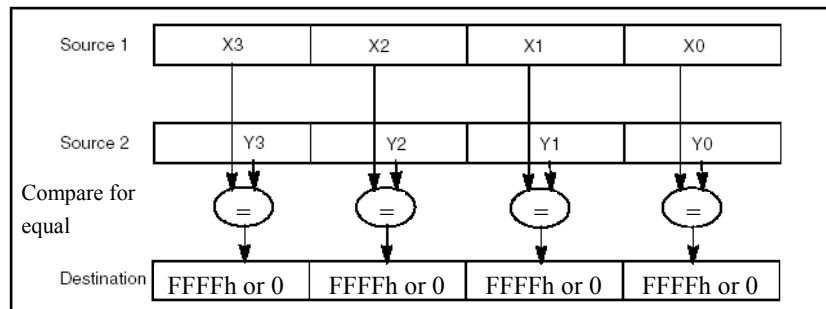 Source 1 X3 X2 X1 X0
Source 2 Y3 Y2 Y1 Y0
Compare for
equal
= = = =
Destination FFFFh or 0 FFFFh or 0 FFFFh or 0 FFFFh or 0